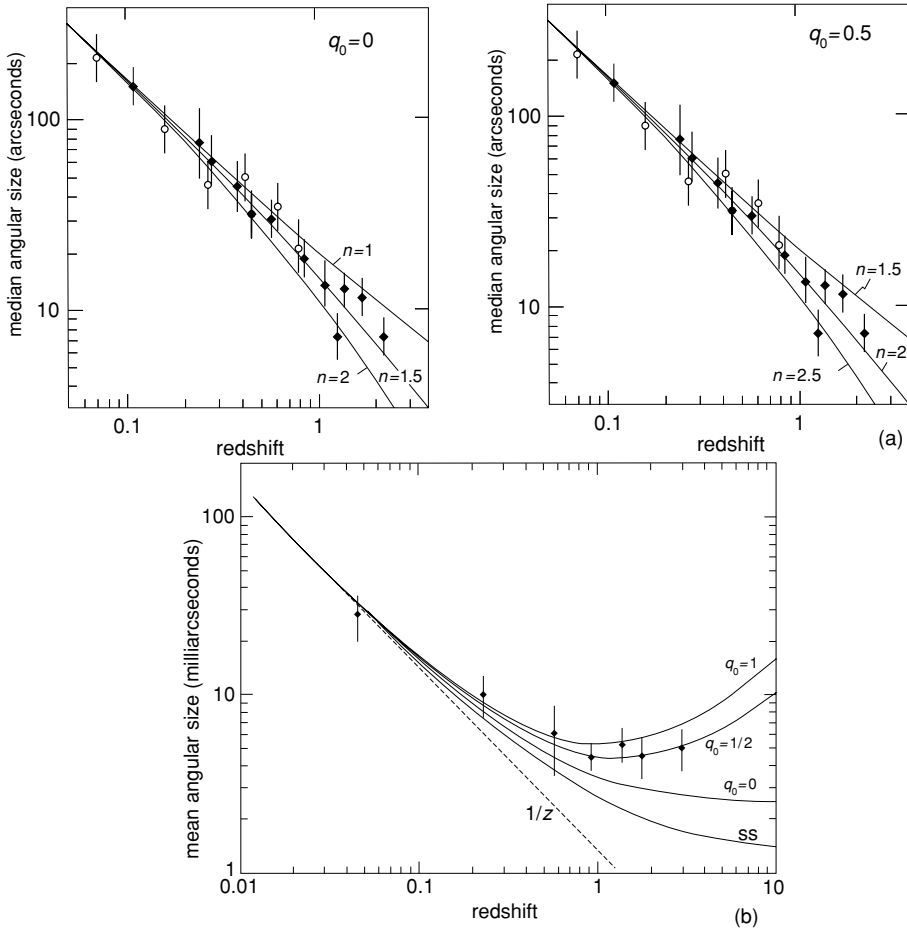 q₀=0
median angular size (arcseconds)
100
10
n=1
n=2
n=1.5
0.1
1
redshift
q₀=0.5
median angular size (arcseconds)
100
10
n=1.5
n=2
n=2.5
0.1
1
redshift
(a)
mean angular size (milliarcseconds)
100
10
1
q₀=1
q₀=1/2
q₀=0
ss
1/z
0.01
0.1
1
10
redshift
(b)